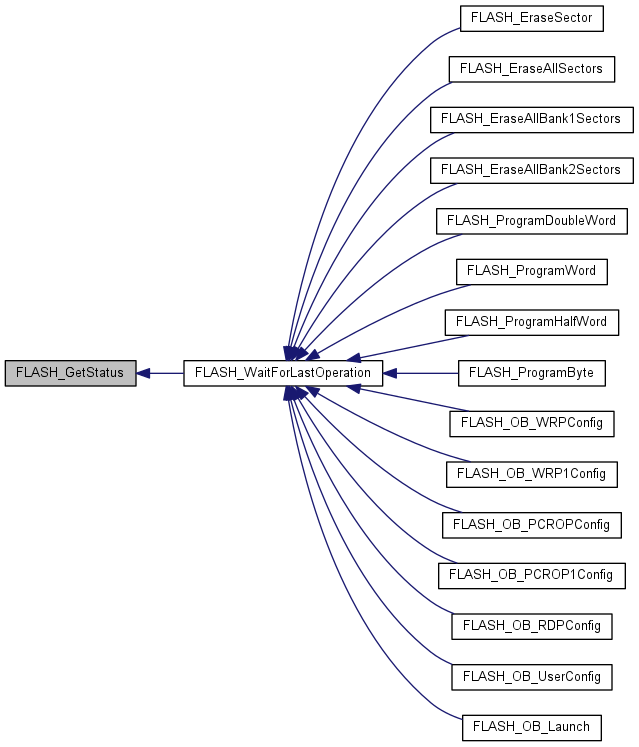 FLASH_EraseSector
FLASH_EraseAllSectors
FLASH_EraseAllBank1Sectors
FLASH_EraseAllBank2Sectors
FLASH_ProgramDoubleWord
FLASH_ProgramWord
FLASH_ProgramHalfWord
FLASH_GetStatus
FLASH_WaitForLastOperation
FLASH_ProgramByte
FLASH_OB_WRPConfig
FLASH_OB_WRP1Config
FLASH_OB_PCROPConfig
FLASH_OB_PCROP1Config
FLASH_OB_RDPConfig
FLASH_OB_UserConfig
FLASH_OB_Launch